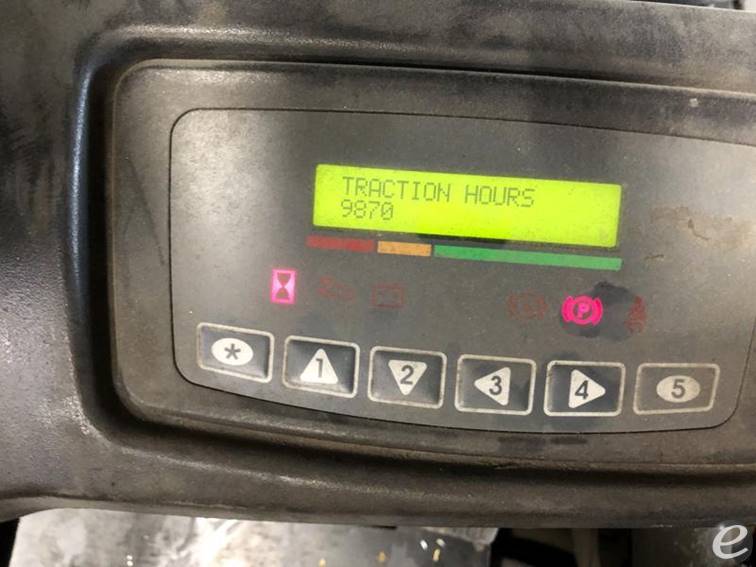 TRACTION HOURS
9870
P
* 1 2 3 4 5
e